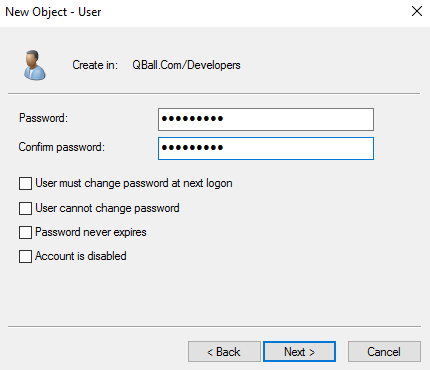 New Object - User
Create in: QBall.Com/Developers
Password: •••••••••
Confirm password: •••••••••
User must change password at next logon
User cannot change password
Password never expires
Account is disabled
< Back Next > Cancel